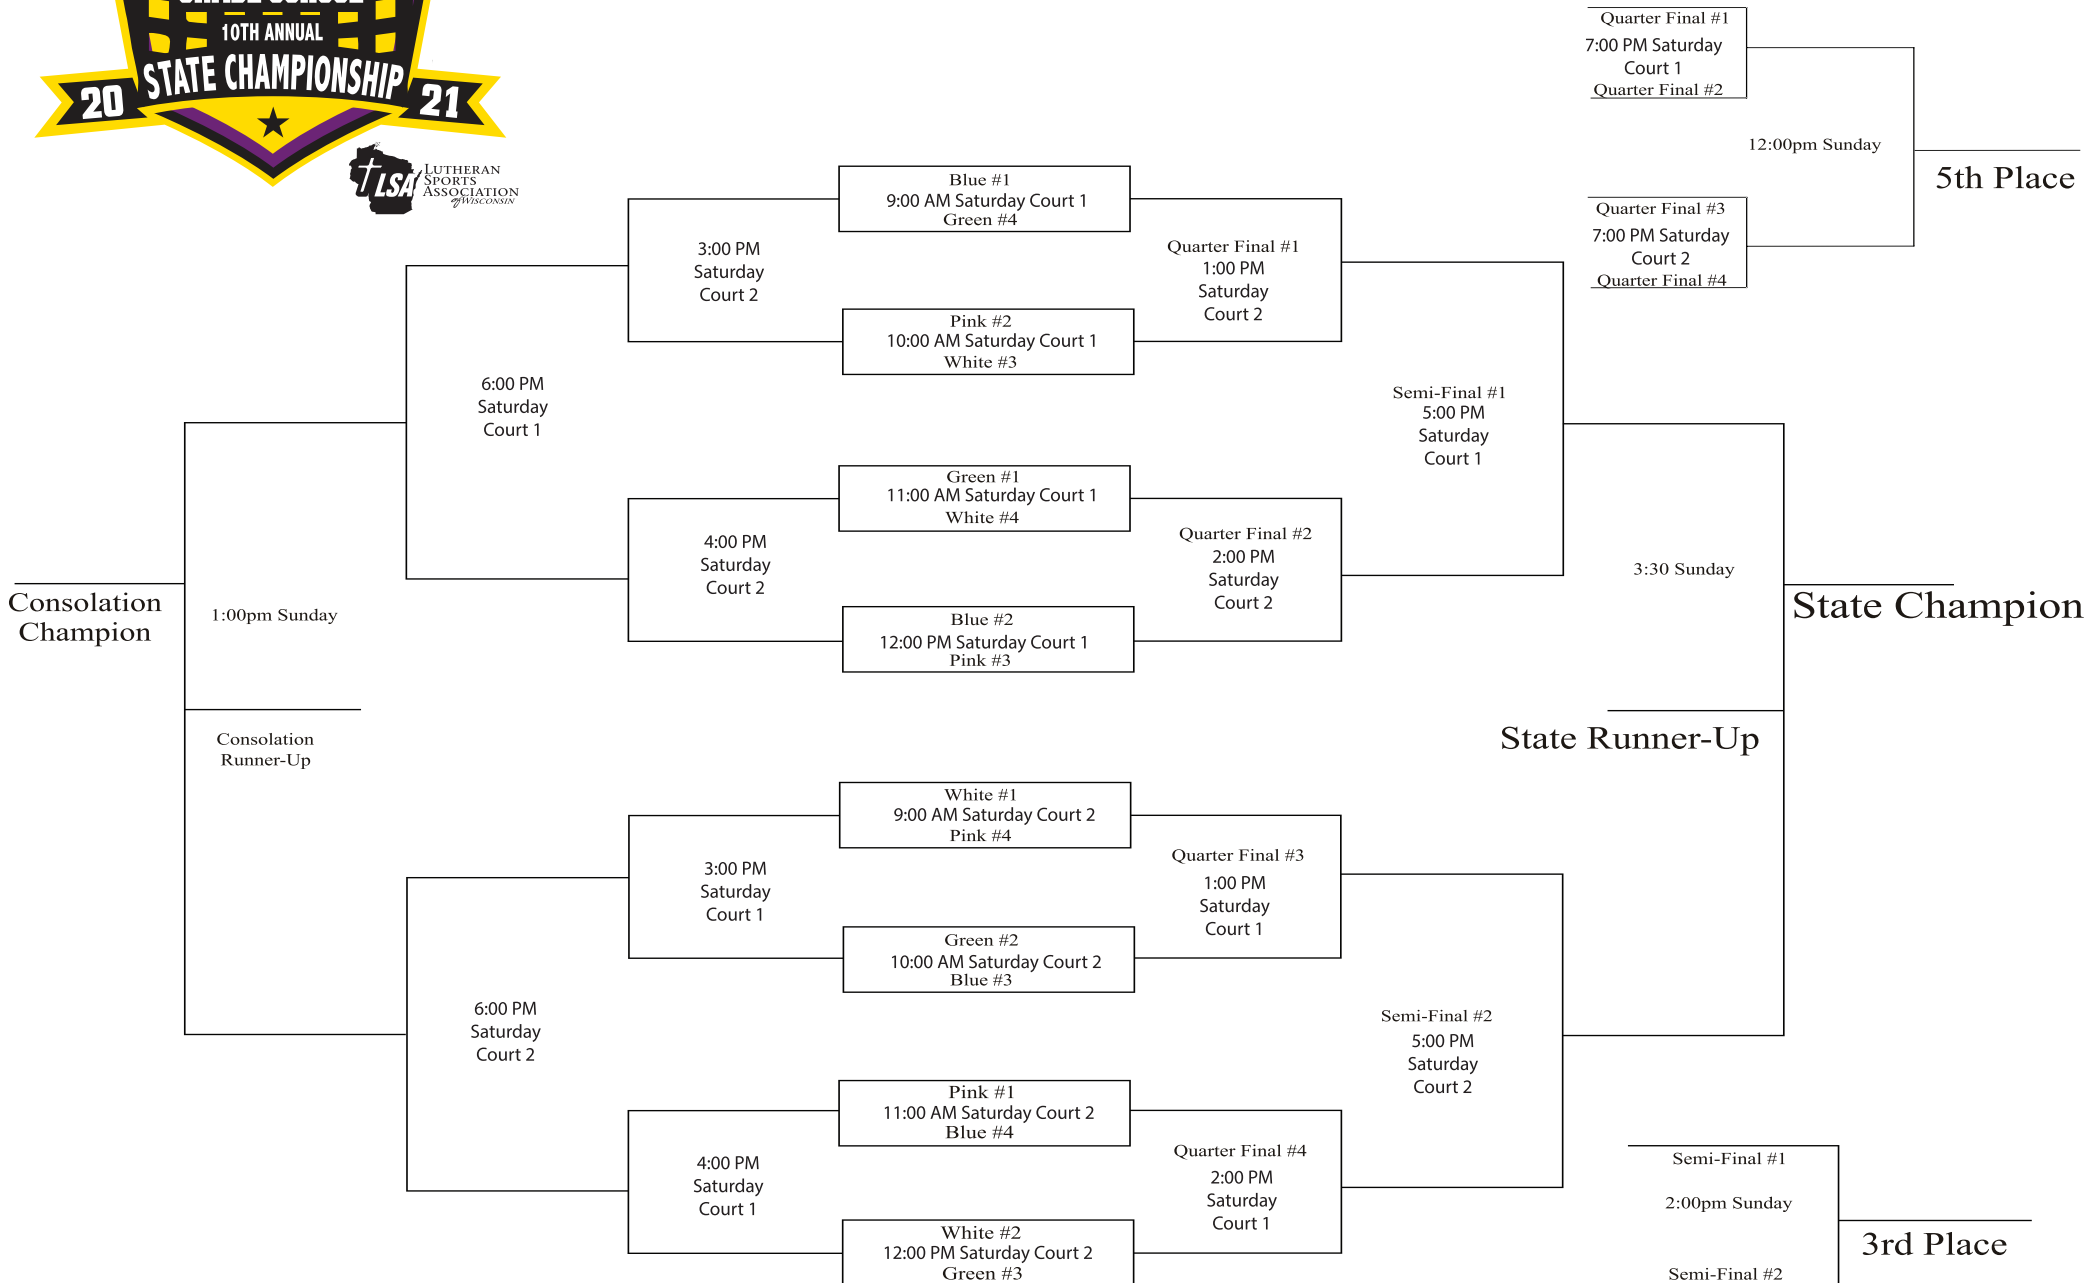 10TH ANNUAL
STATE CHAMPIONSHIP
20 21
LSA
LUTHERAN
SPORTS
ASSOCIATION
of WISCONSIN
Quarter Final #1
7:00 PM Saturday
Court 1
Quarter Final #2
12:00pm Sunday
5th Place
Quarter Final #3
7:00 PM Saturday
Court 2
Quarter Final #4
Blue #1
9:00 AM Saturday Court 1
Green #4
3:00 PM
Saturday
Court 2
Quarter Final #1
1:00 PM
Saturday
Court 2
Pink #2
10:00 AM Saturday Court 1
White #3
6:00 PM
Saturday
Court 1
Semi-Final #1
5:00 PM
Saturday
Court 1
Green #1
11:00 AM Saturday Court 1
White #4
4:00 PM
Saturday
Court 2
Quarter Final #2
2:00 PM
Saturday
Court 2
Blue #2
12:00 PM Saturday Court 1
Pink #3
Consolation
Champion
1:00pm Sunday
3:30 Sunday
State Champion
Consolation
Runner-Up
State Runner-Up
White #1
9:00 AM Saturday Court 2
Pink #4
3:00 PM
Saturday
Court 1
Quarter Final #3
1:00 PM
Saturday
Court 1
Green #2
10:00 AM Saturday Court 2
Blue #3
6:00 PM
Saturday
Court 2
Semi-Final #2
5:00 PM
Saturday
Court 2
Pink #1
11:00 AM Saturday Court 2
Blue #4
4:00 PM
Saturday
Court 1
Quarter Final #4
2:00 PM
Saturday
Court 1
White #2
12:00 PM Saturday Court 2
Green #3
Semi-Final #1
2:00pm Sunday
3rd Place
Semi-Final #2